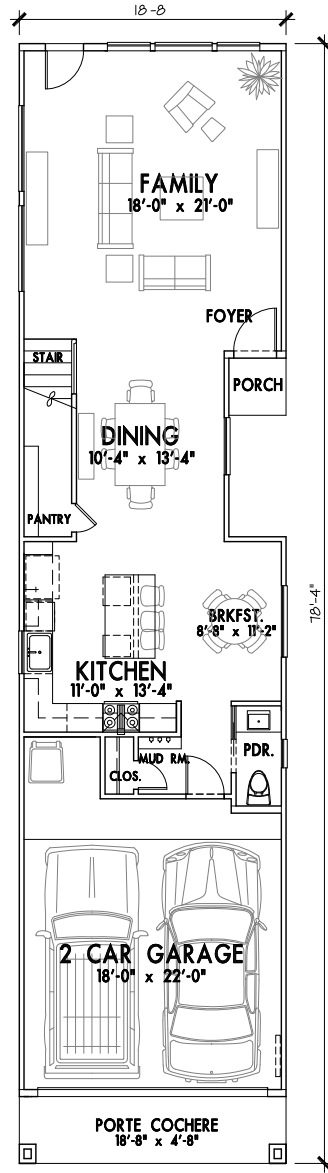 18-8
FAMILY
18'-0" x 21'-0"
FOYER
STAIR
PORCH
DINING
10'-4" x 13'-4"
PANTRY
78'-4"
BRKFST.
8'-8" x 11'-2"
KITCHEN
11'-0" x 13'-4"
MUD RM.
PDR.
CLOS.
2 CAR GARAGE
18'-0" x 22'-0"
PORTE COCHERE
18'-8" x 4'-8"